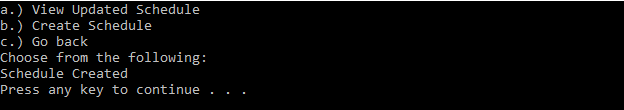 a.) View Updated Schedule
b.) Create Schedule
c.) Go back
Choose from the following:
Schedule Created
Press any key to continue . . .